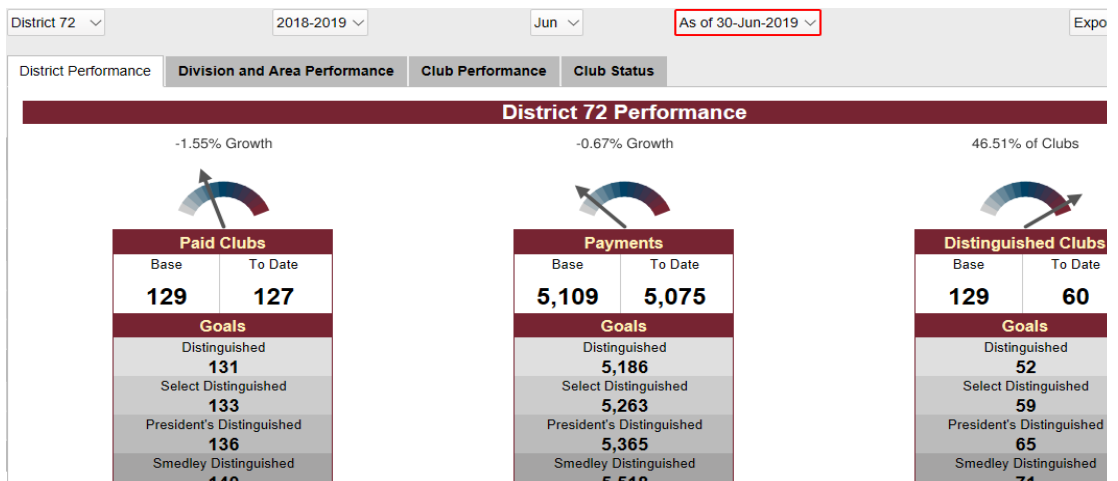 District 72 2018-2019 Jun As of 30-Jun-2019 Expo
District Performance Division and Area Performance Club Performance Club Status
District 72 Performance
-1.55% Growth -0.67% Growth 46.51% of Clubs
Paid Clubs Payments Distinguished Clubs
Base To Date Base To Date Base To Date
129 127 5,109 5,075 129 60
Goals Goals Goals
Distinguished Distinguished Distinguished
131 5,186 52
Select Distinguished Select Distinguished Select Distinguished
133 5,263 59
President's Distinguished President's Distinguished President's Distinguished
136 5,365 65
Smedley Distinguished Smedley Distinguished Smedley Distinguished